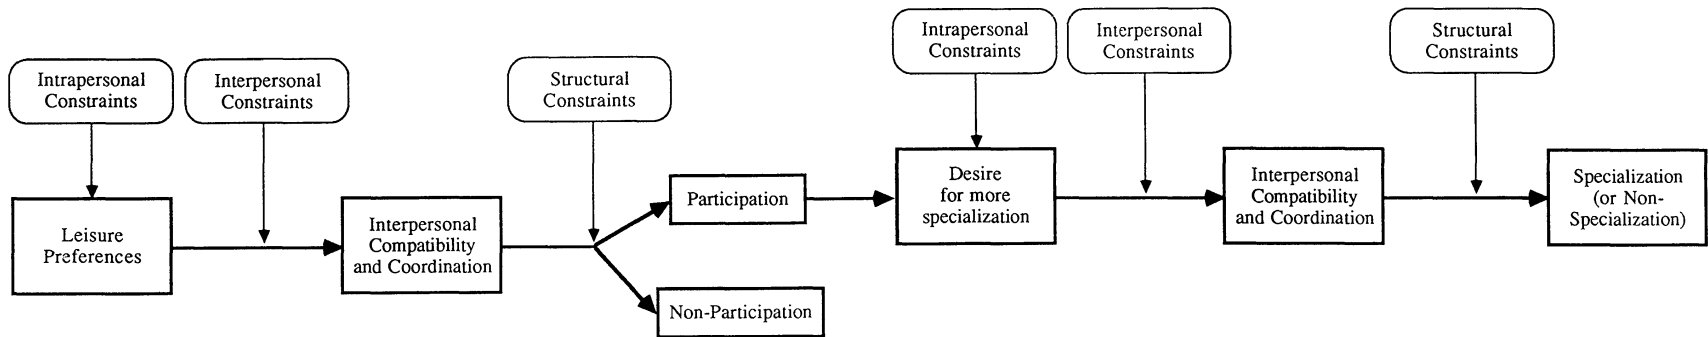 Intrapersonal
Constraints
Interpersonal
Constraints
Structural
Constraints
Leisure
Preferences
Interpersonal
Compatibility
and Coordination
Participation
Non-Participation
Intrapersonal
Constraints
Interpersonal
Constraints
Structural
Constraints
Desire
for more
specialization
Interpersonal
Compatibility
and Coordination
Specialization
(or Non-
Specialization)